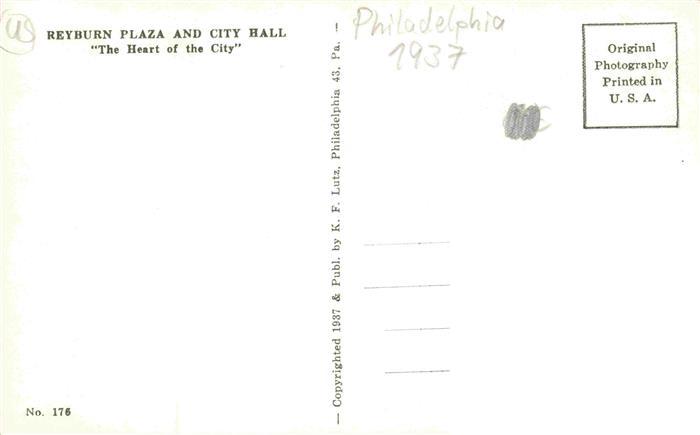 US
REYBURN PLAZA AND CITY HALL
"The Heart of the City"
Philadelphia
1937
Original
Photography
Printed in
U. S. A.
— Copyrighted 1937 & Publ. by K. F. Lutz, Philadelphia 43, Pa. —
No. 176